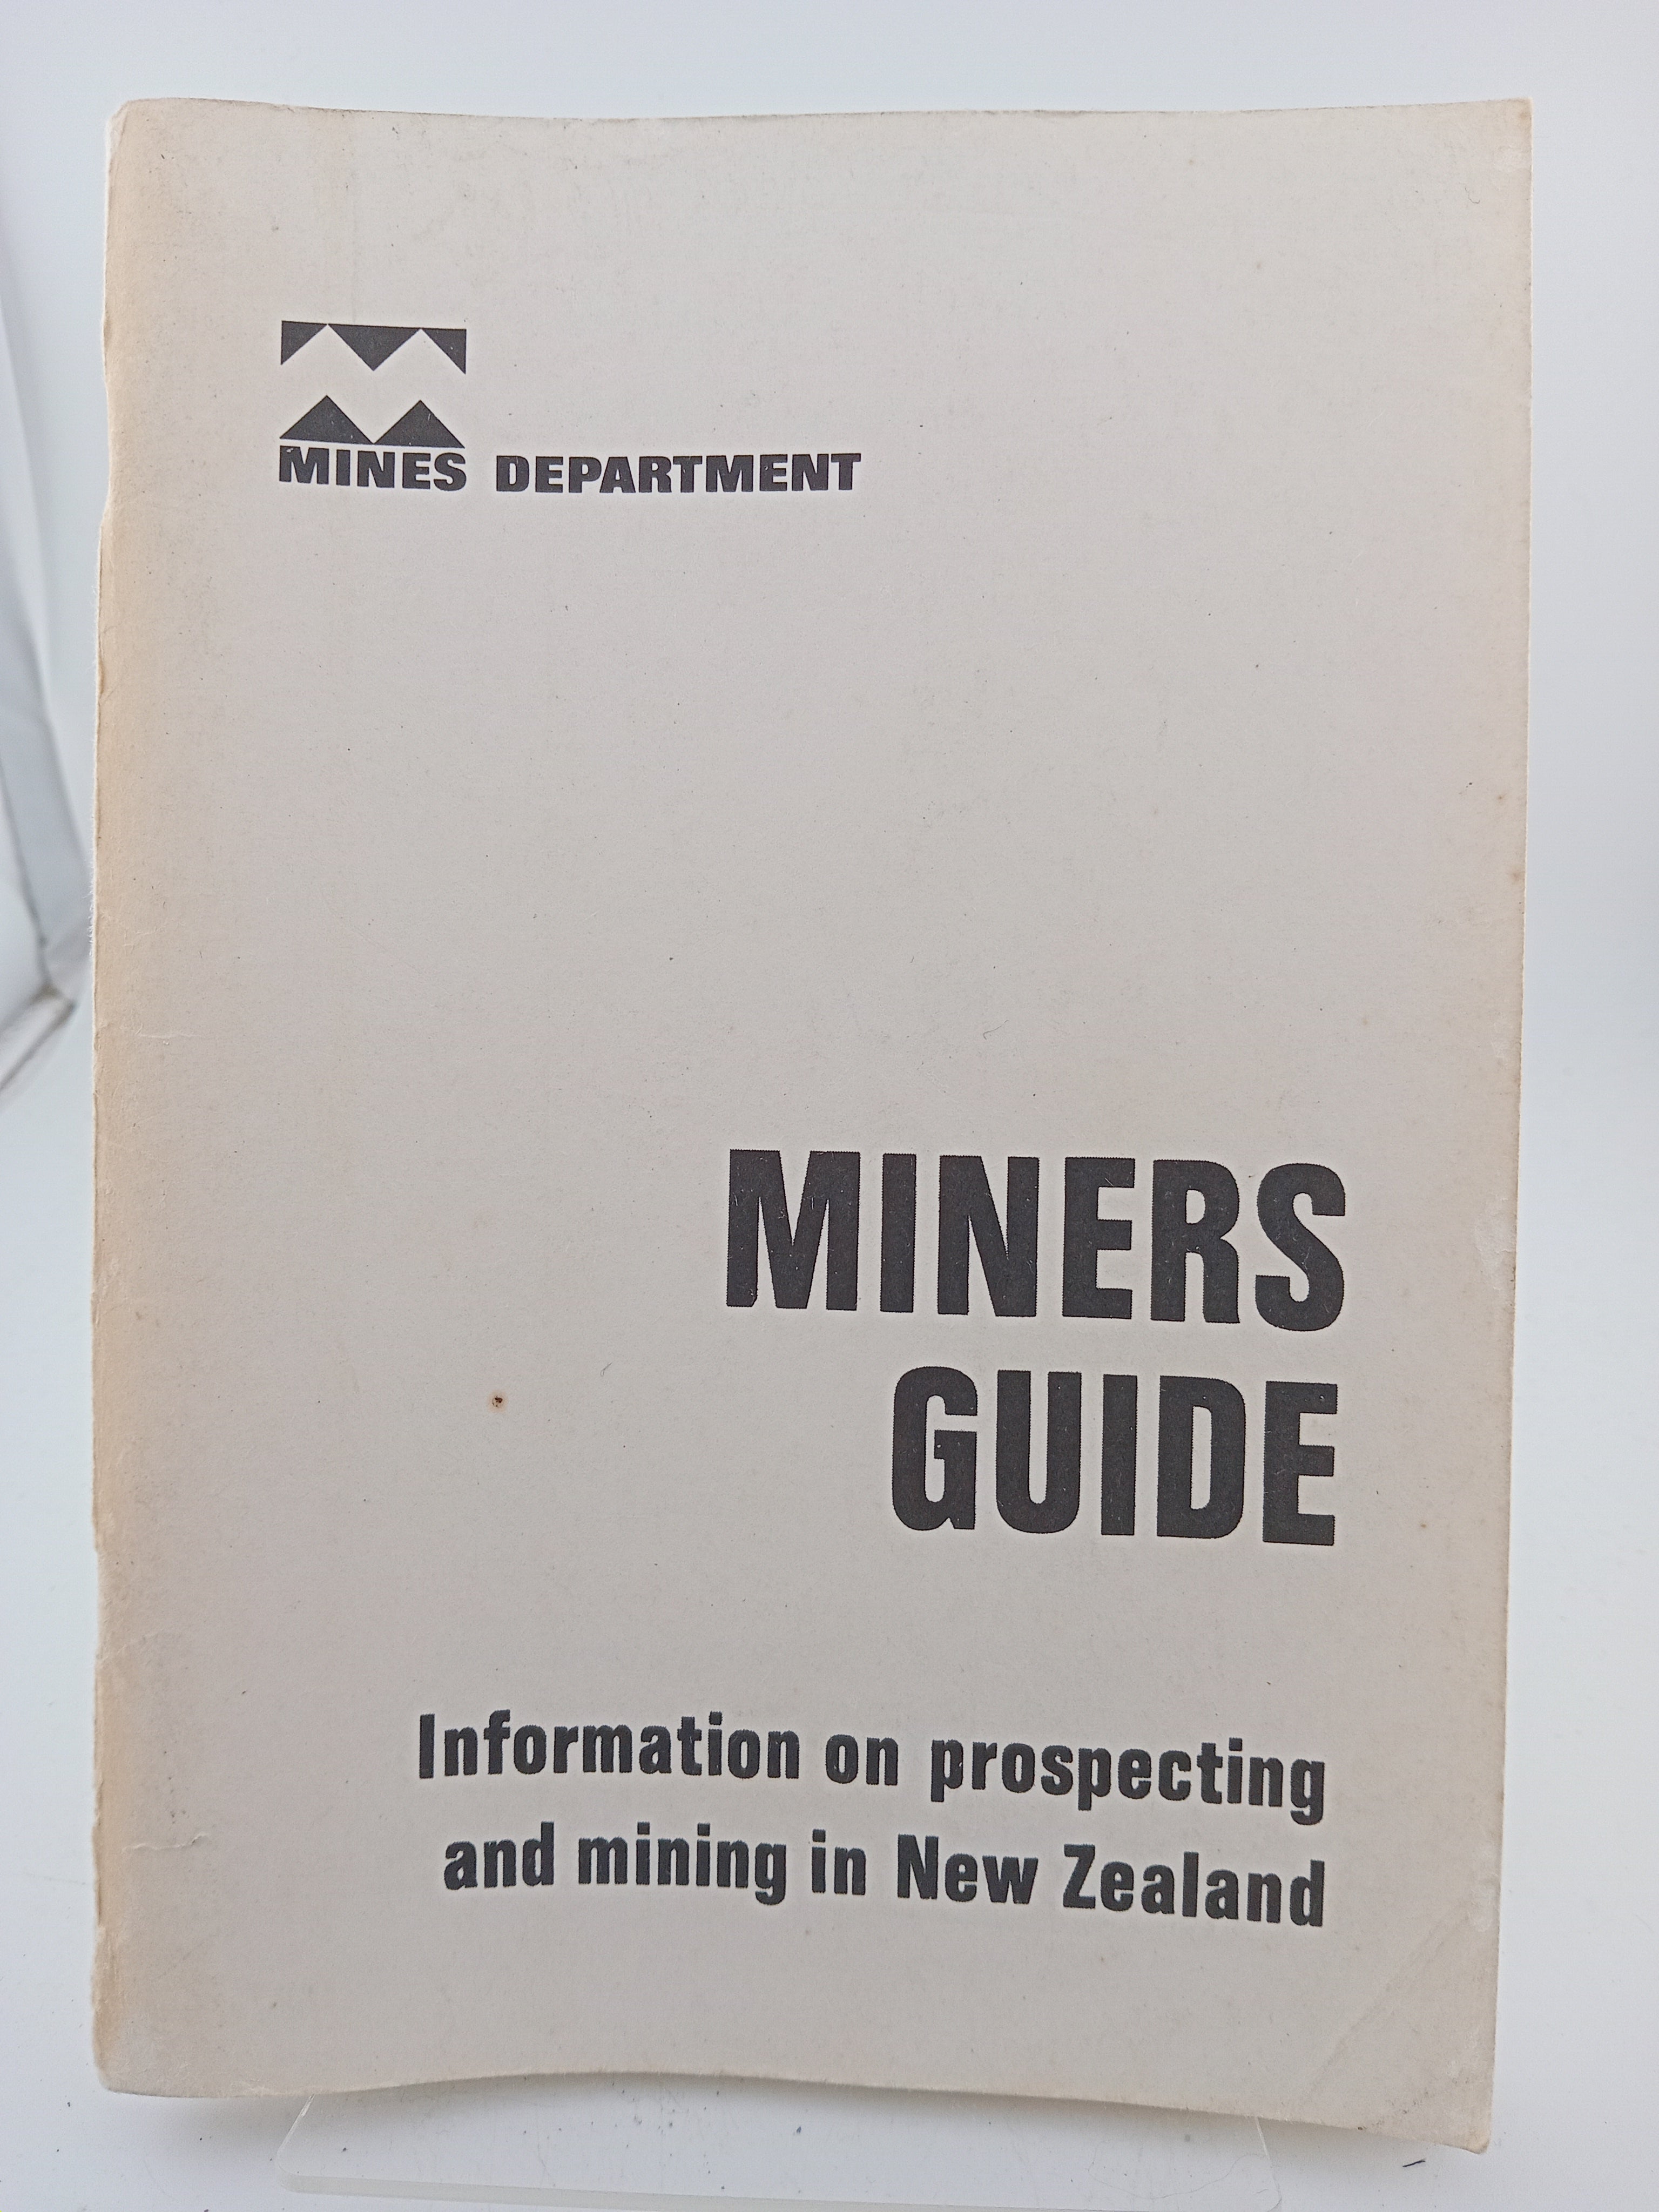 MINES DEPARTMENT
MINERS
GUIDE
Information on prospecting
and mining in New Zealand